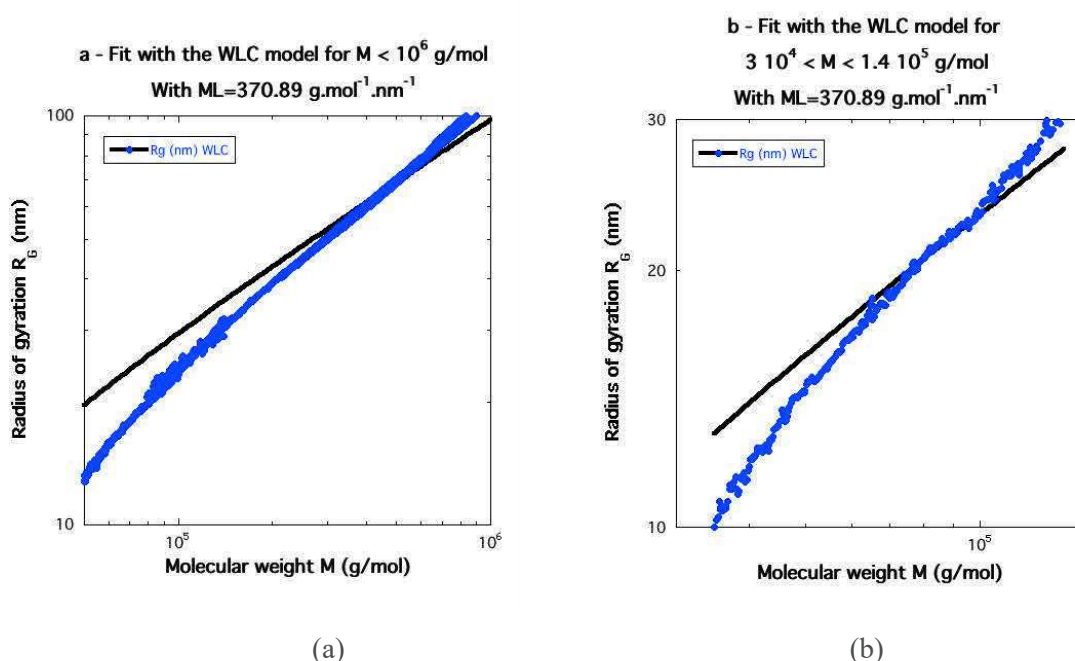 a - Fit with the WLC model for M < 10⁶ g/mol
With ML=370.89 g.mol⁻¹.nm⁻¹
100
Rg (nm) WLC
Radius of gyration R_G (nm)
10
10⁵
10⁶
Molecular weight M (g/mol)
(a)
b - Fit with the WLC model for
3 10⁴ < M < 1.4 10⁵ g/mol
With ML=370.89 g.mol⁻¹.nm⁻¹
30
Rg (nm) WLC
Radius of gyration R_G (nm)
20
10
10⁵
Molecular weight M (g/mol)
(b)